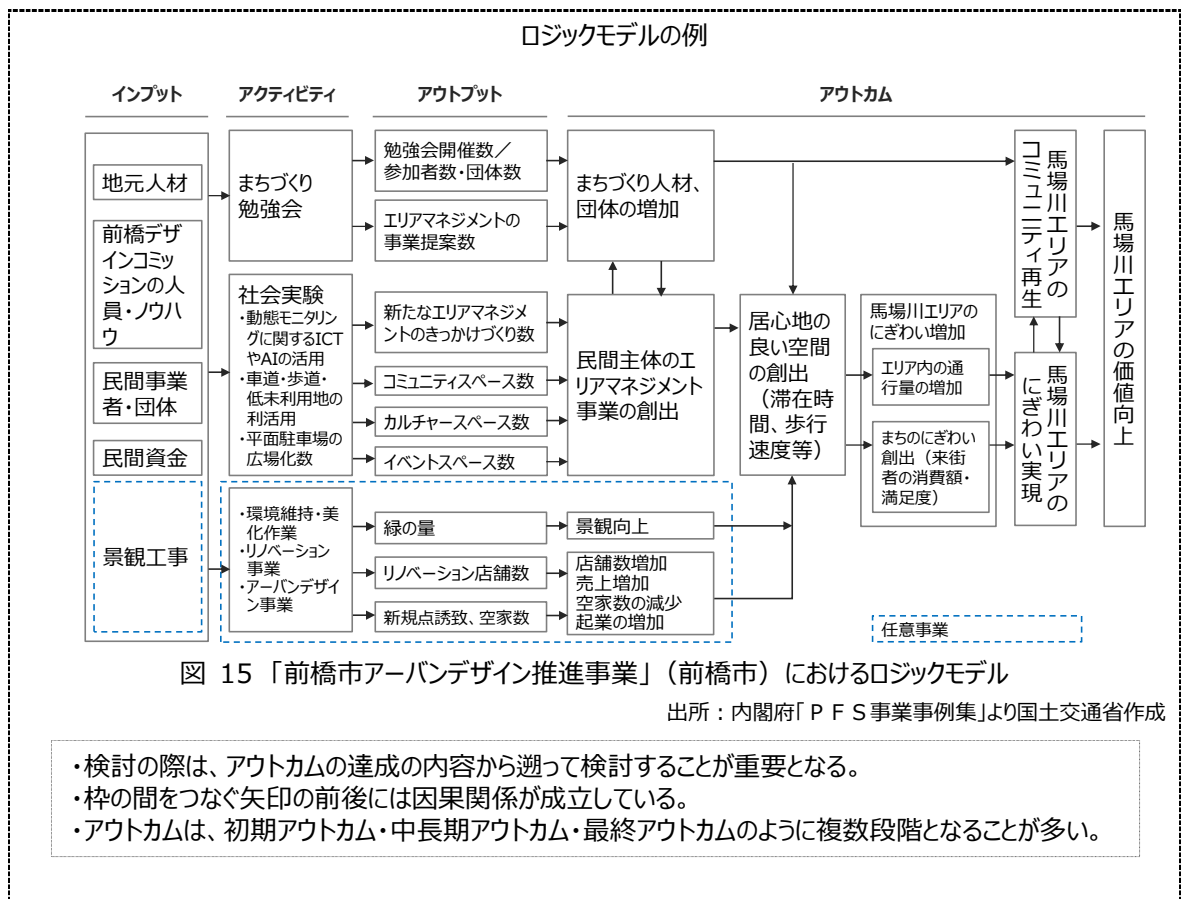 ロジックモデルの例
インプット
アクティビティ
アウトプット
アウトカム
地元人材
前橋デザ
インコミッ
ションの人
員・ノウハ
ウ
民間事業
者・団体
民間資金
景観工事
まちづくり
勉強会
社会実験
・動態モニタリン
グに関するICT
やAIの活用
・車道・歩道・
低未利用地の
利活用
・平面駐車場の
広場化数
・環境維持・美
化作業
・リノベーション
事業
・アーバンデザイ
ン事業
勉強会開催数／
参加者数・団体数
エリアマネジメントの
事業提案数
新たなエリアマネジメ
ントのきっかけづくり数
コミュニティスペース数
カルチャースペース数
イベントスペース数
緑の量
リノベーション店舗数
新規点誘致、空家数
まちづくり人材、
団体の増加
民間主体のエ
リアマネジメント
事業の創出
景観向上
店舗数増加
売上増加
空家数の減少
起業の増加
居心地の
良い空間
の創出
（滞在時
間、歩行
速度等）
馬場川エリアの
にぎわい増加
エリア内の通
行量の増加
まちのにぎわい
創出（来街
者の消費額・
満足度）
馬場川エリアの
コミュニティ再生
馬場川エリアの
にぎわい実現
馬場川エリアの価値向上
任意事業
図 15 「前橋市アーバンデザイン推進事業」（前橋市）におけるロジックモデル
出所：内閣府「ＰＦＳ事業事例集」より国土交通省作成
・検討の際は、アウトカムの達成の内容から遡って検討することが重要となる。
・枠の間をつなぐ矢印の前後には因果関係が成立している。
・アウトカムは、初期アウトカム・中長期アウトカム・最終アウトカムのように複数段階となることが多い。